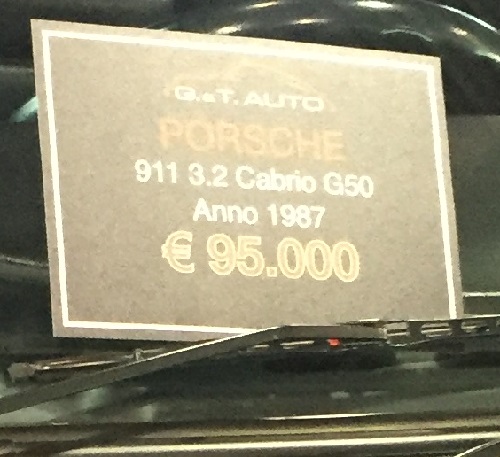 G.&T. AUTO
PORSCHE
911 3.2 Cabrio G50
Anno 1987
€ 95.000